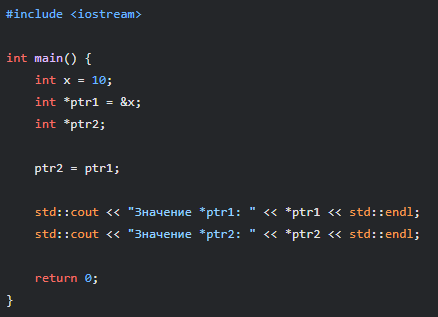 #include <iostream>
int main() {
int x = 10;
int *ptr1 = &x;
int *ptr2;
ptr2 = ptr1;
std::cout << "Значение *ptr1: " << *ptr1 << std::endl;
std::cout << "Значение *ptr2: " << *ptr2 << std::endl;
return 0;
}